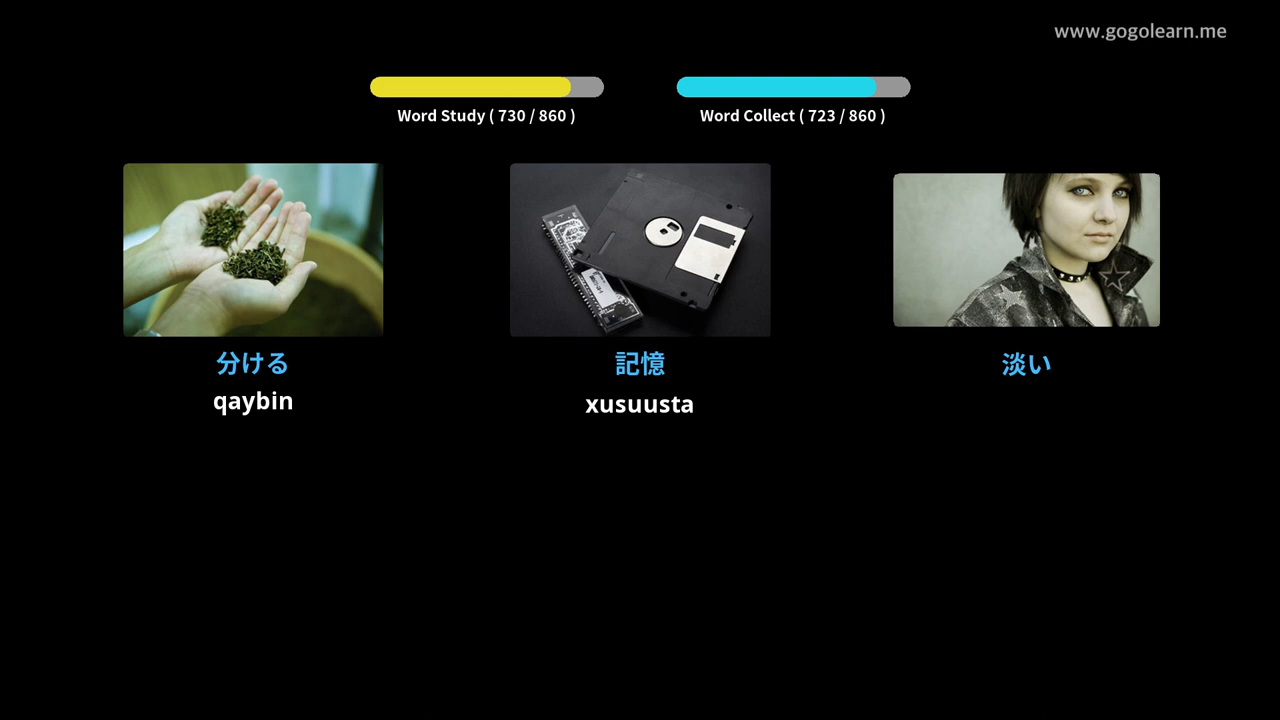 www.gogolearn.me
Word Study ( 730 / 860 )
Word Collect ( 723 / 860 )
分ける
qaybin
記憶
xusuusta
淡い